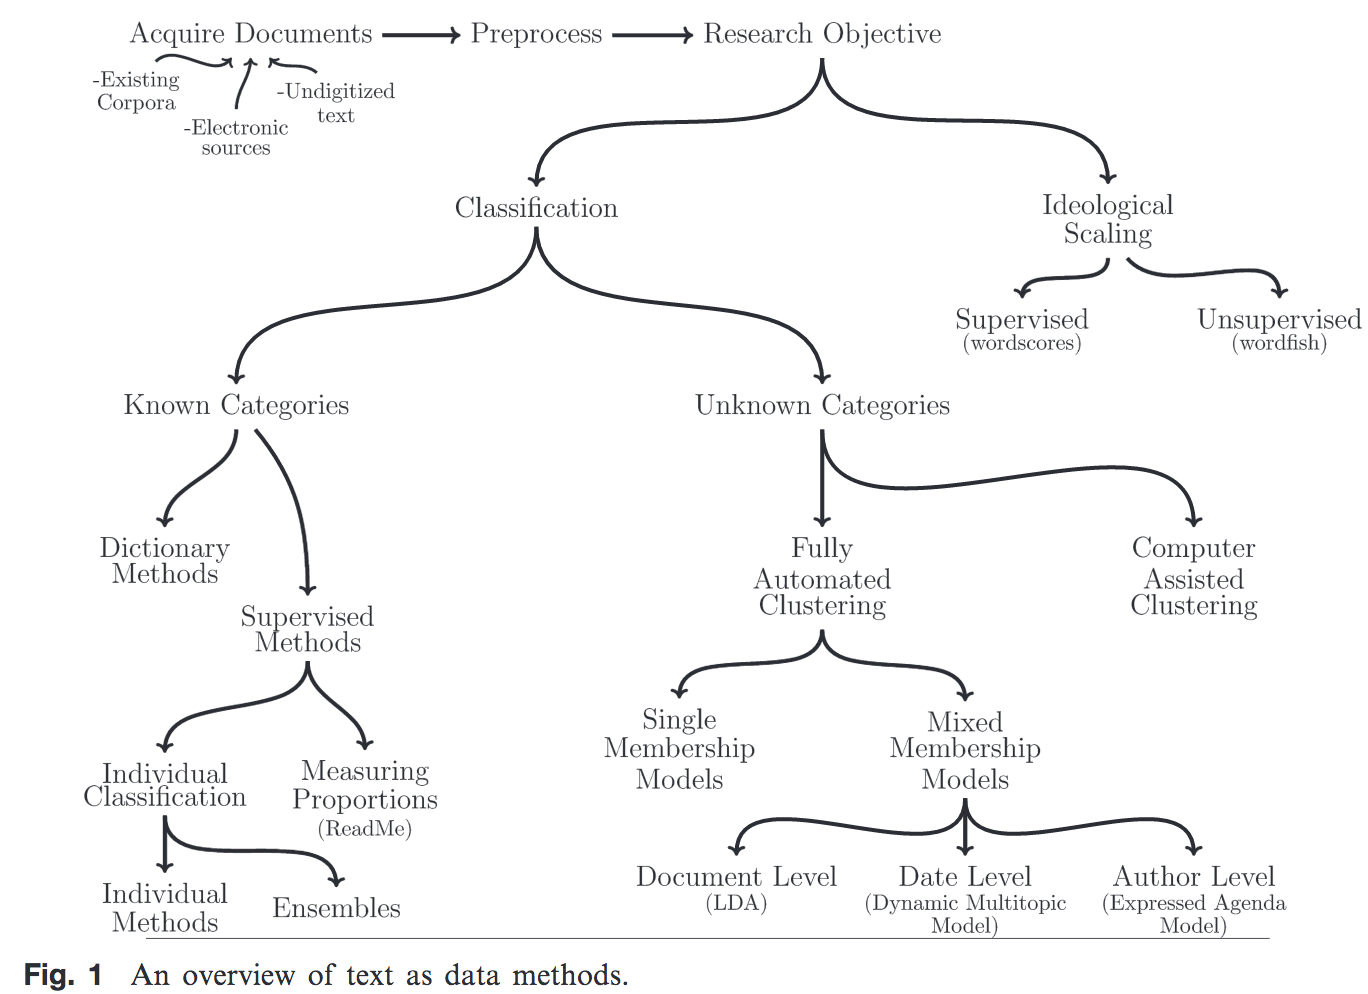 Acquire Documents
Preprocess
Research Objective
-Existing
Corpora
-Electronic
sources
-Undigitized
text
Classification
Ideological
Scaling
Supervised
(wordscores)
Unsupervised
(wordfish)
Known Categories
Unknown Categories
Dictionary
Methods
Supervised
Methods
Fully
Automated
Clustering
Computer
Assisted
Clustering
Individual
Classification
Measuring
Proportions
(ReadMe)
Single
Membership
Models
Mixed
Membership
Models
Individual
Methods
Ensembles
Document Level
(LDA)
Date Level
(Dynamic Multitopic
Model)
Author Level
(Expressed Agenda
Model)
Fig. 1 An overview of text as data methods.